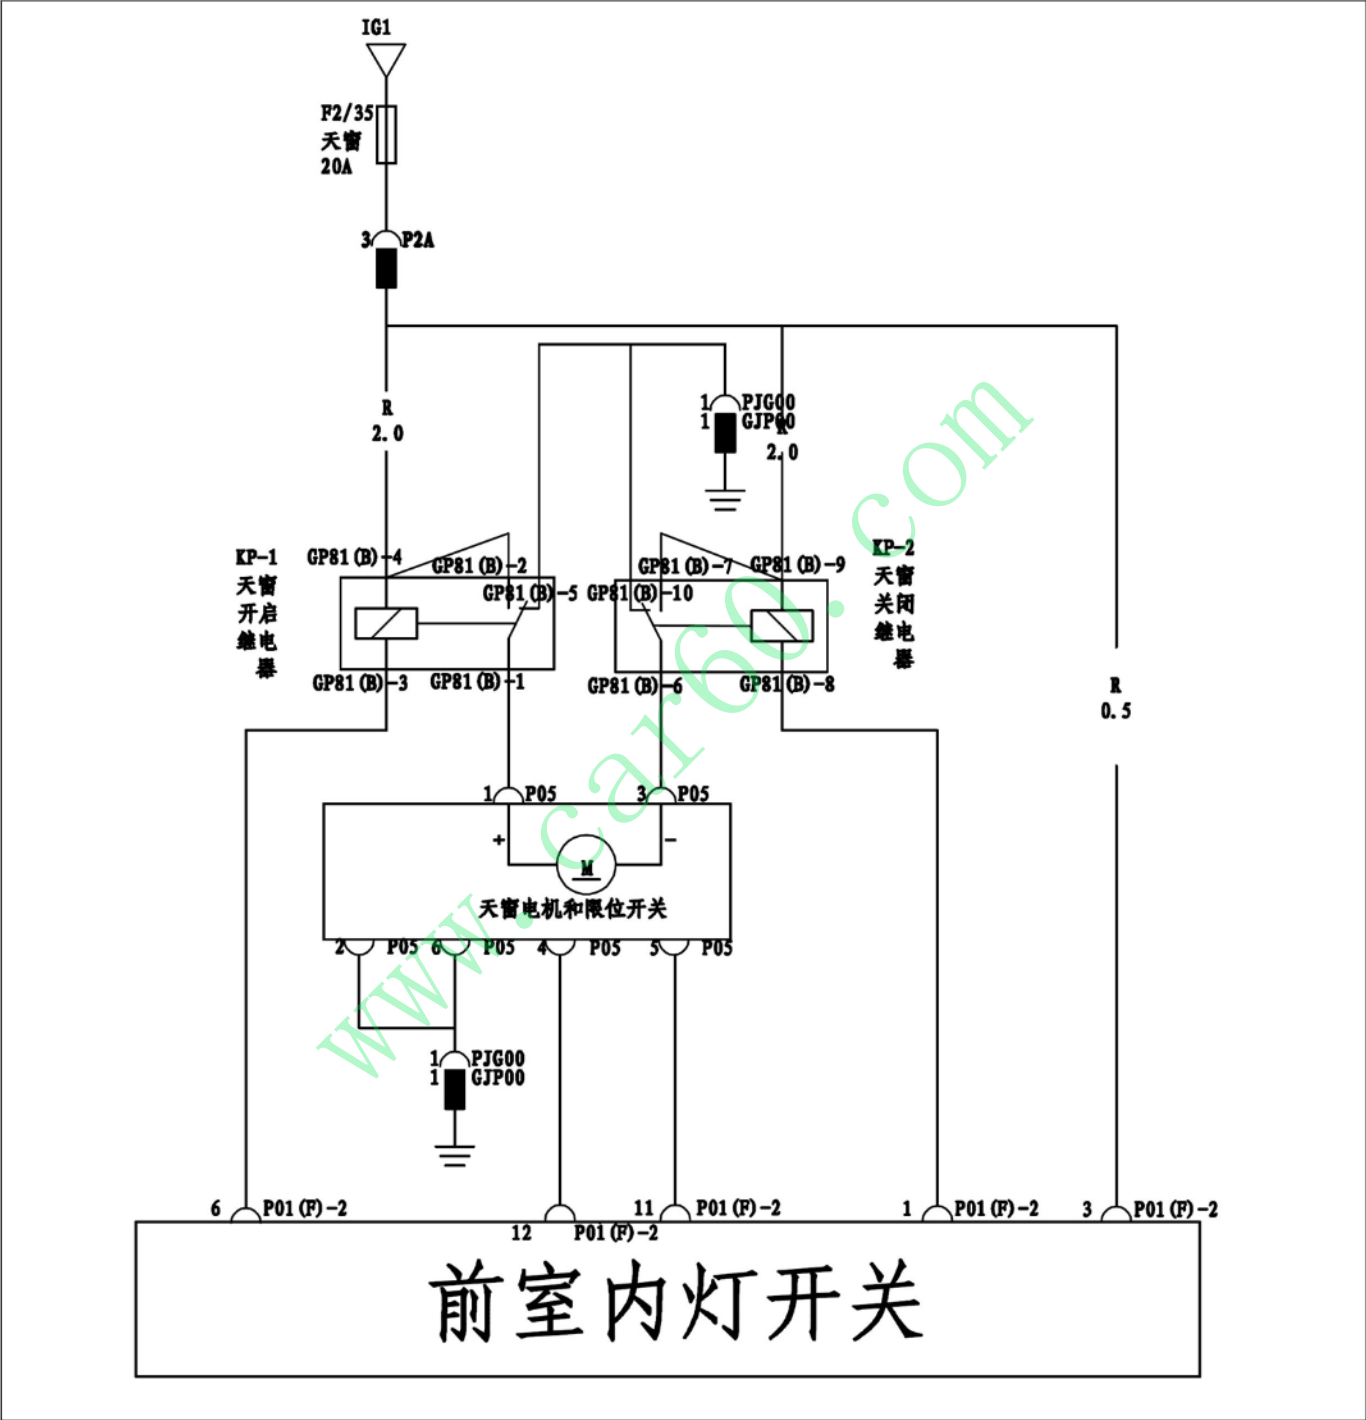 IG1
F2/35
天窗
20A
3 P2A
R
2.0
1 PJG00
1 GJP00
R
2.0
KP-1
天窗
开启
继电
器
GP81(B)-4
GP81(B)-2
GP81(B)-5
GP81(B)-7
GP81(B)-9
GP81(B)-10
KP-2
天窗
关闭
继电
器
GP81(B)-3
GP81(B)-1
GP81(B)-6
GP81(B)-8
R
0.5
1 P05
3 P05
+
-
M
天窗电机和限位开关
2 P05
6 P05
4 P05
5 P05
1 PJG00
1 GJP00
6 P01(F)-2
12 P01(F)-2
11 P01(F)-2
1 P01(F)-2
3 P01(F)-2
前室内灯开关
www.car60.com